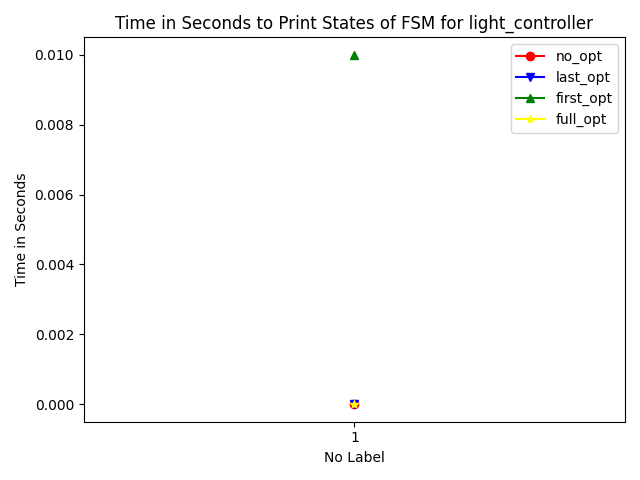 Time in Seconds to Print States of FSM for light_controller
no_opt
last_opt
first_opt
full_opt
0.010
0.008
0.006
0.004
0.002
0.000
Time in Seconds
1
No Label